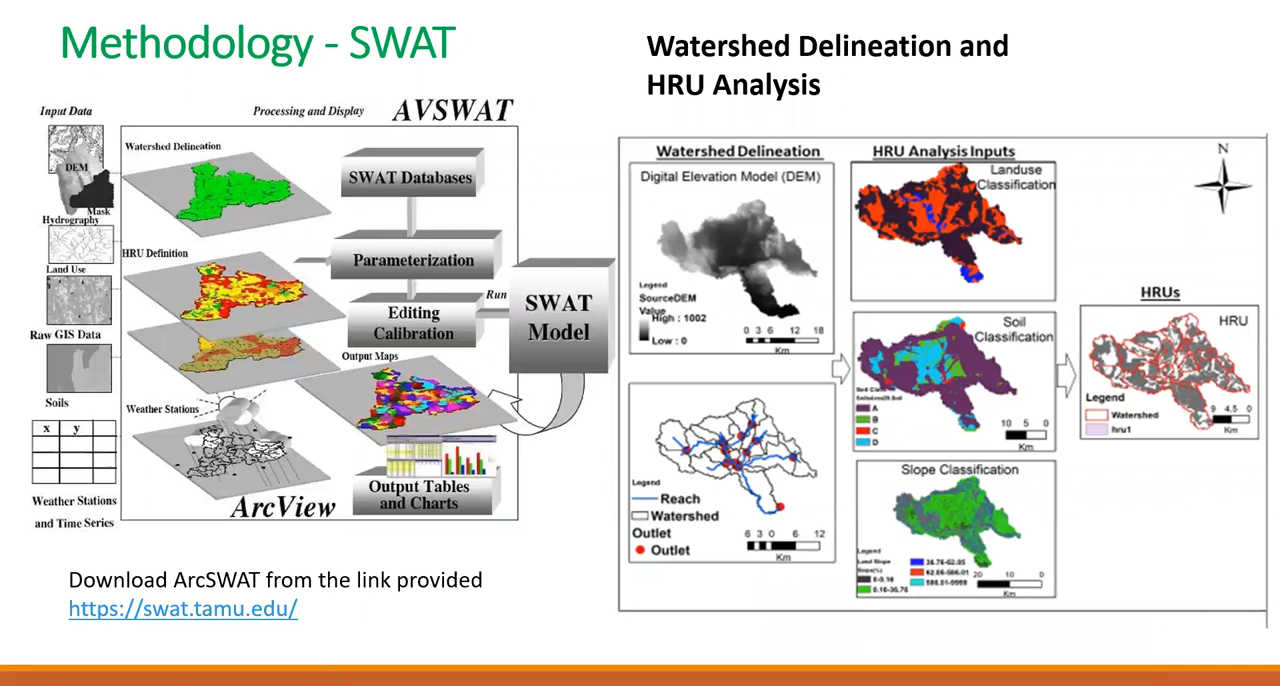 Methodology - SWAT
Watershed Delineation and
HRU Analysis
Input Data
Processing and Display
AVSWAT
Watershed Delineation
DEM
Mask
Hydrography
HRU Definition
Land Use
Raw GIS Data
Soils
x y
Weather Stations
and Time Series
SWAT Databases
Parameterization
Editing
Calibration
Run
SWAT
Model
Output Maps
Weather Stations
Output Tables
and Charts
ArcView
Download ArcSWAT from the link provided
https://swat.tamu.edu/
Watershed Delineation
Digital Elevation Model (DEM)
Legend
SourceDEM
Value
High : 1002
Low : 0
0 3 6 12 18
Km
Legend
Reach
Watershed
Outlet
Outlet
6 3 0 6 12
Km
HRU Analysis Inputs
Landuse
Classification
Soil
Classification
A
B
C
D
10 5 0
Km
Slope Classification
Legend
Land Slope
Slope(%)
0-0.16
0.16-36.76
36.76-62.05
62.05-586.01
586.01-9999
20 10 0
Km
N
HRUs
HRU
Legend
Watershed
hru1
9 4.5 0
Km